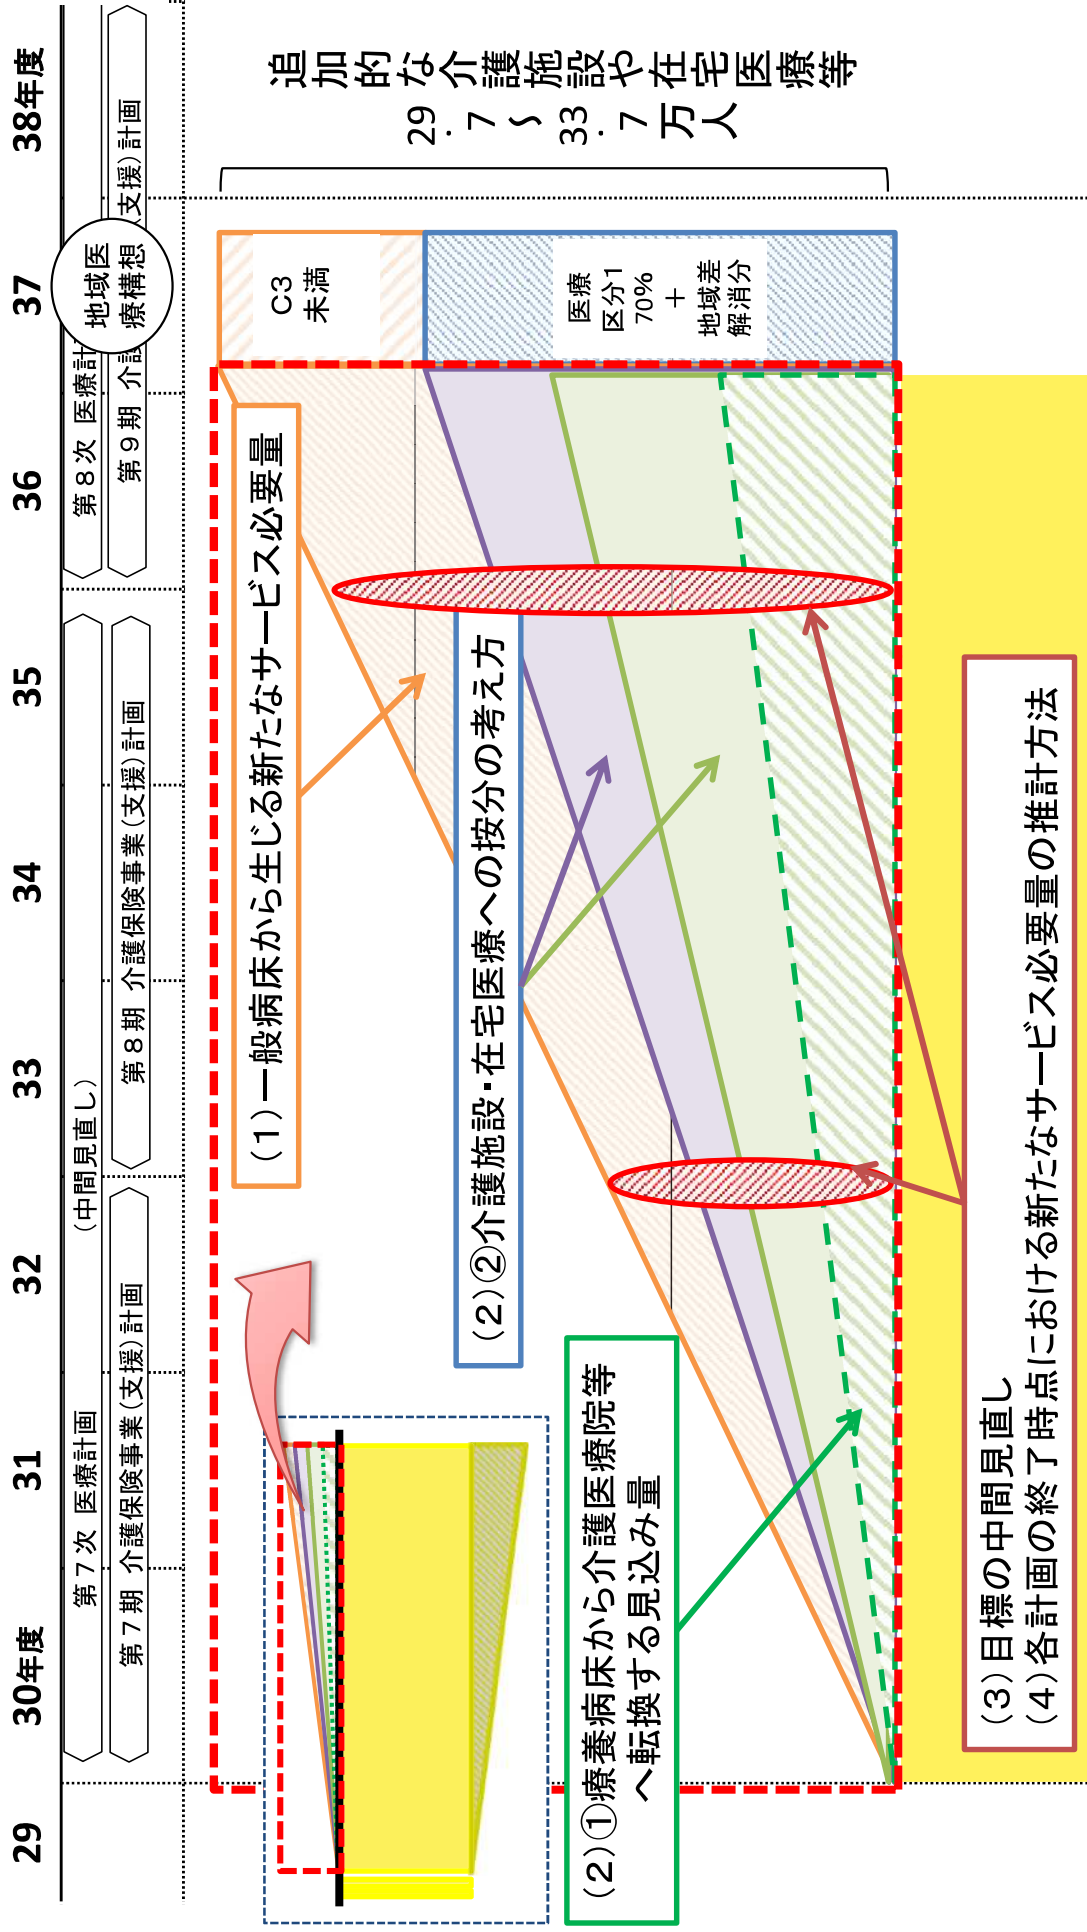 29
30年度
31
32
33
34
35
36
37
38年度
第７次 医療計画
（中間見直し）
第８次 医療計
第７期 介護保険事業（支援）計画
第８期 介護保険事業（支援）計画
第９期 介護
（支援）計画
地域医
療構想
追加的な介護施設や在宅医療等
29.7～33.7万人
C3
未満
医療
区分1
70%
＋
地域差
解消分
（１）一般病床から生じる新たなサービス必要量
（２）②介護施設・在宅医療への按分の考え方
（２）①療養病床から介護医療院等
へ転換する見込み量
（３）目標の中間見直し
（４）各計画の終了時点における新たなサービス必要量の推計方法